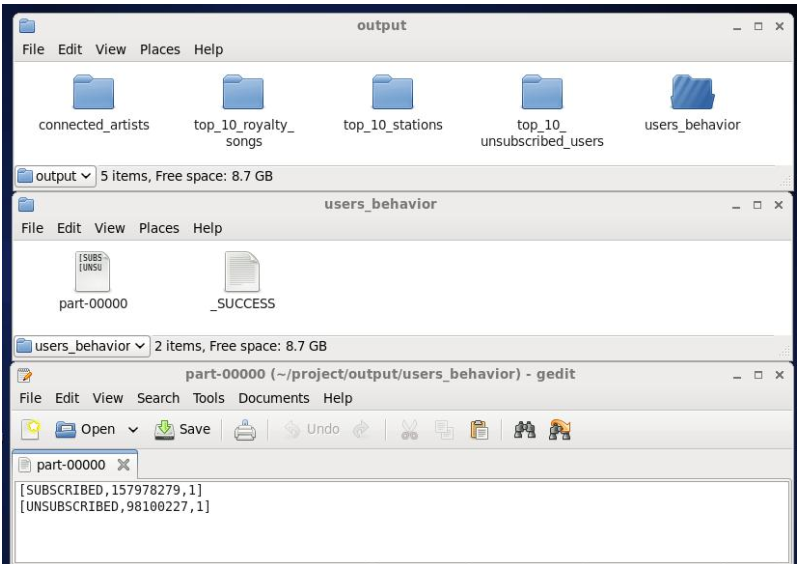 output
File Edit View Places Help
connected_artists
top_10_royalty_
songs
top_10_stations
top_10_
unsubscribed_users
users_behavior
output 5 items, Free space: 8.7 GB
users_behavior
File Edit View Places Help
[SUBS
[UNSU
part-00000
_SUCCESS
users_behavior 2 items, Free space: 8.7 GB
part-00000 (~/project/output/users_behavior) - gedit
File Edit View Search Tools Documents Help
Open Save Undo
part-00000
[SUBSCRIBED,157978279,1]
[UNSUBSCRIBED,98100227,1]